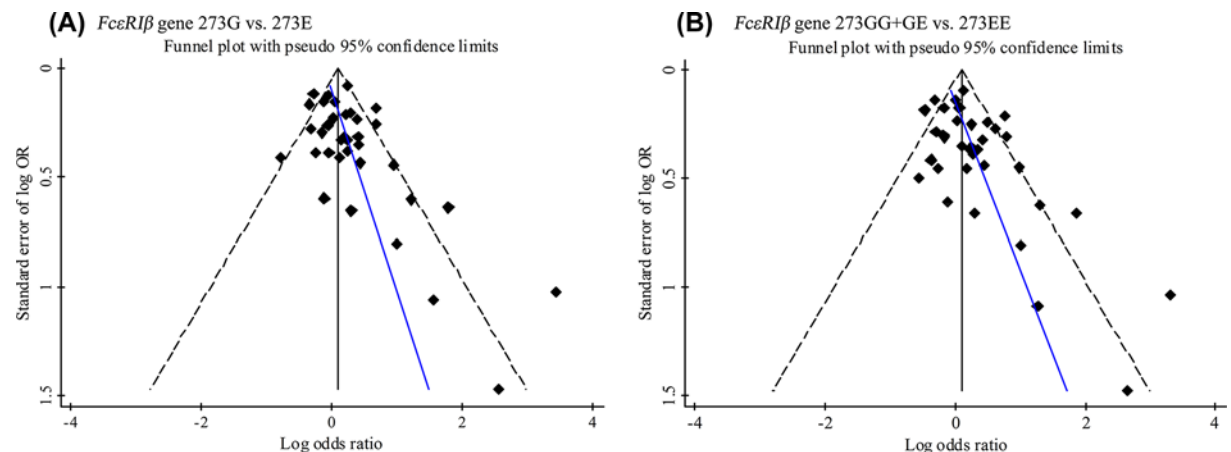 (A) FcεRIβ gene 273G vs. 273E
Funnel plot with pseudo 95% confidence limits
Standard error of log OR
0
0.5
1
1.5
-4
-2
0
2
4
Log odds ratio
(B) FcεRIβ gene 273GG+GE vs. 273EE
Funnel plot with pseudo 95% confidence limits
Standard error of log OR
0
0.5
1
1.5
-4
-2
0
2
4
Log odds ratio